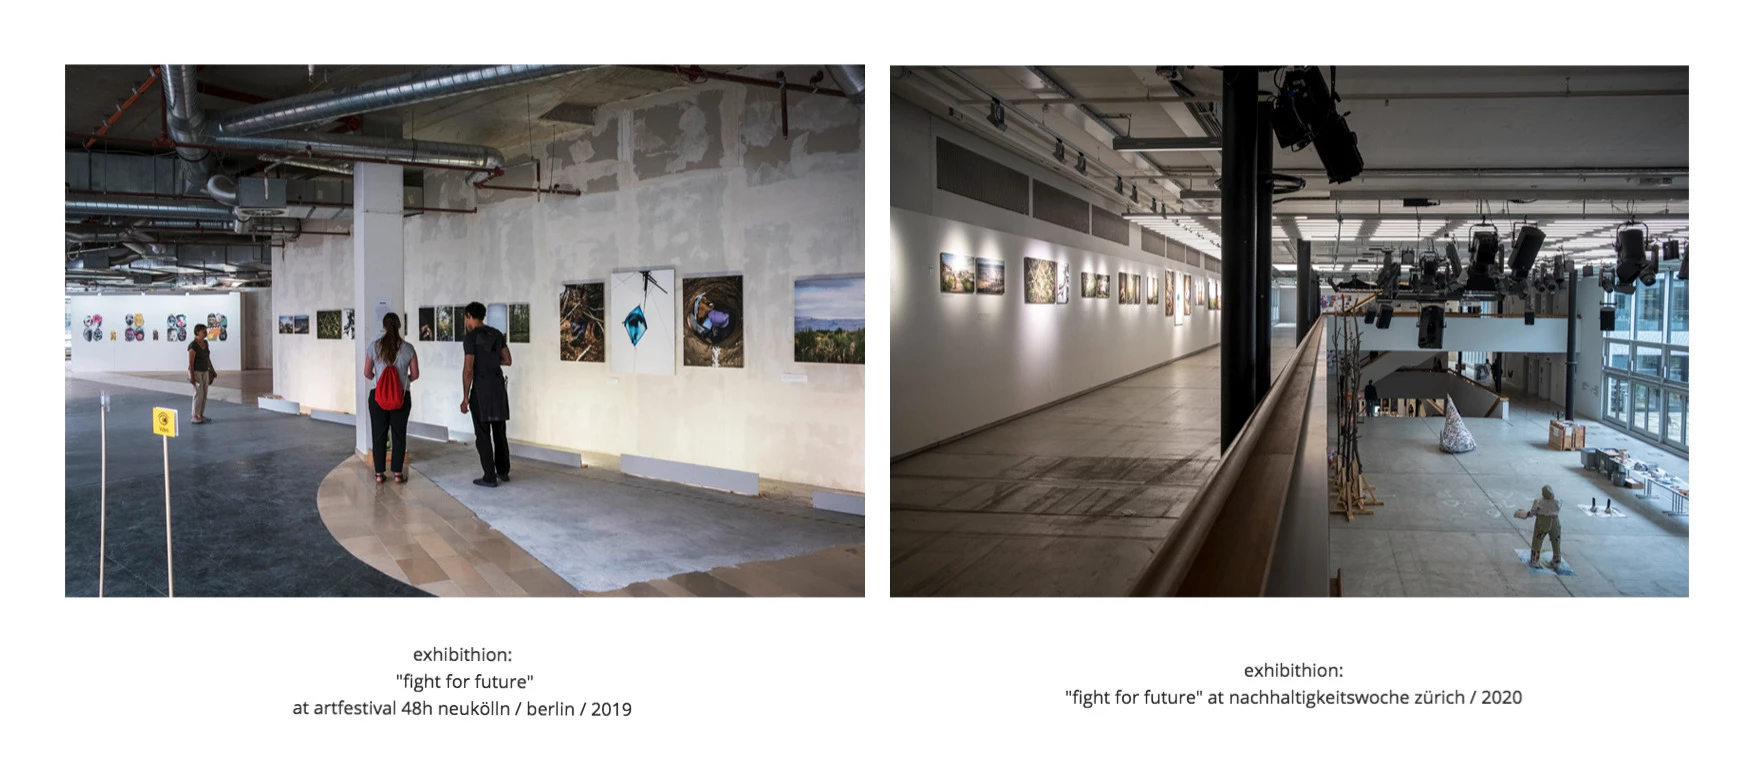 exhibithion:
"fight for future"
at artfestival 48h neukölln / berlin / 2019
exhibithion:
"fight for future" at nachhaltigkeitswoche zürich / 2020